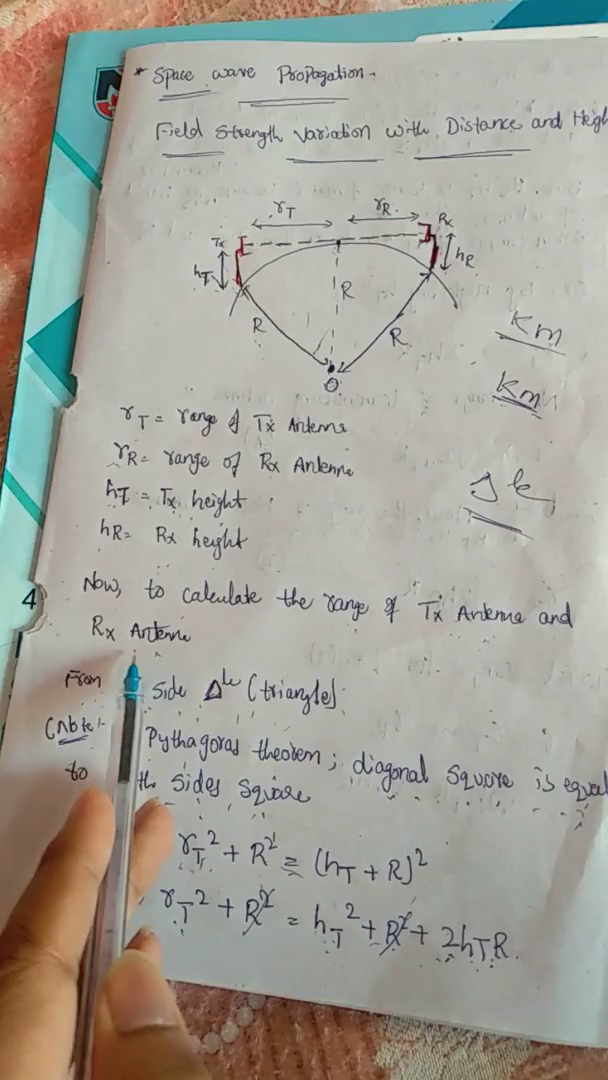 * Space wave Propagation.
Field Strength Variation with Distance and Heigh
rT
rR
Tx
Rx
hT
hR
R
R
R
O
Km
Km
rT = range of Tx Antenna
rR = range of Rx Antenna
hT = Tx height
hR = Rx height
Now, to calculate the range of Tx Antenna and
4
Rx Antenna
From side Δle (triangle).
(Note:- Pythagoras theorem; diagonal square is equal
to the sides square
rT² + R² = (hT + R)²
rT² + R² = hT² + R² + 2hTR.